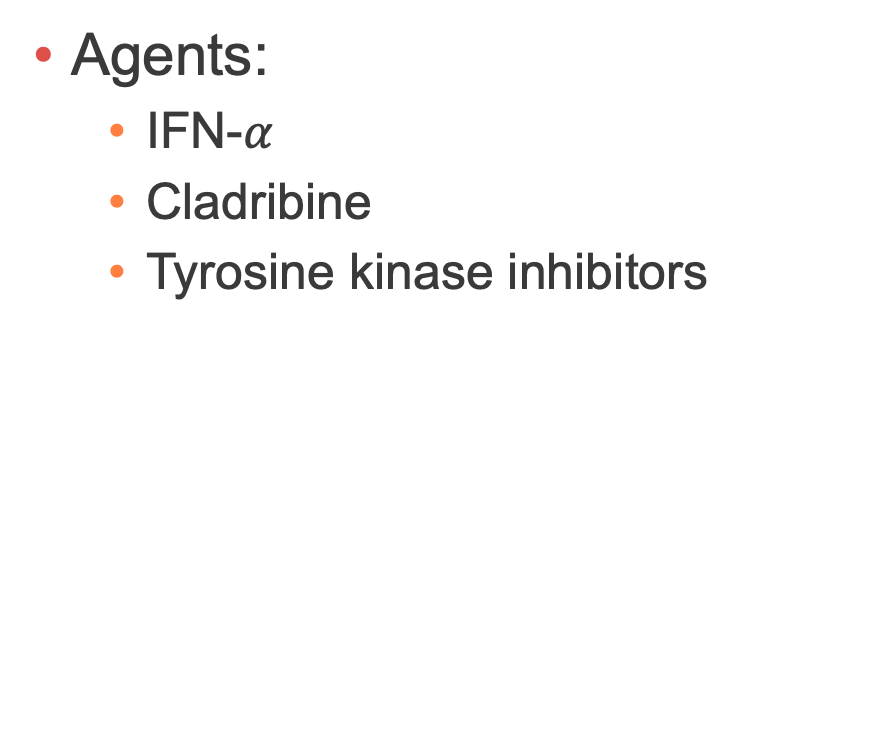 • Agents:
• IFN-𝛼
• Cladribine
• Tyrosine kinase inhibitors